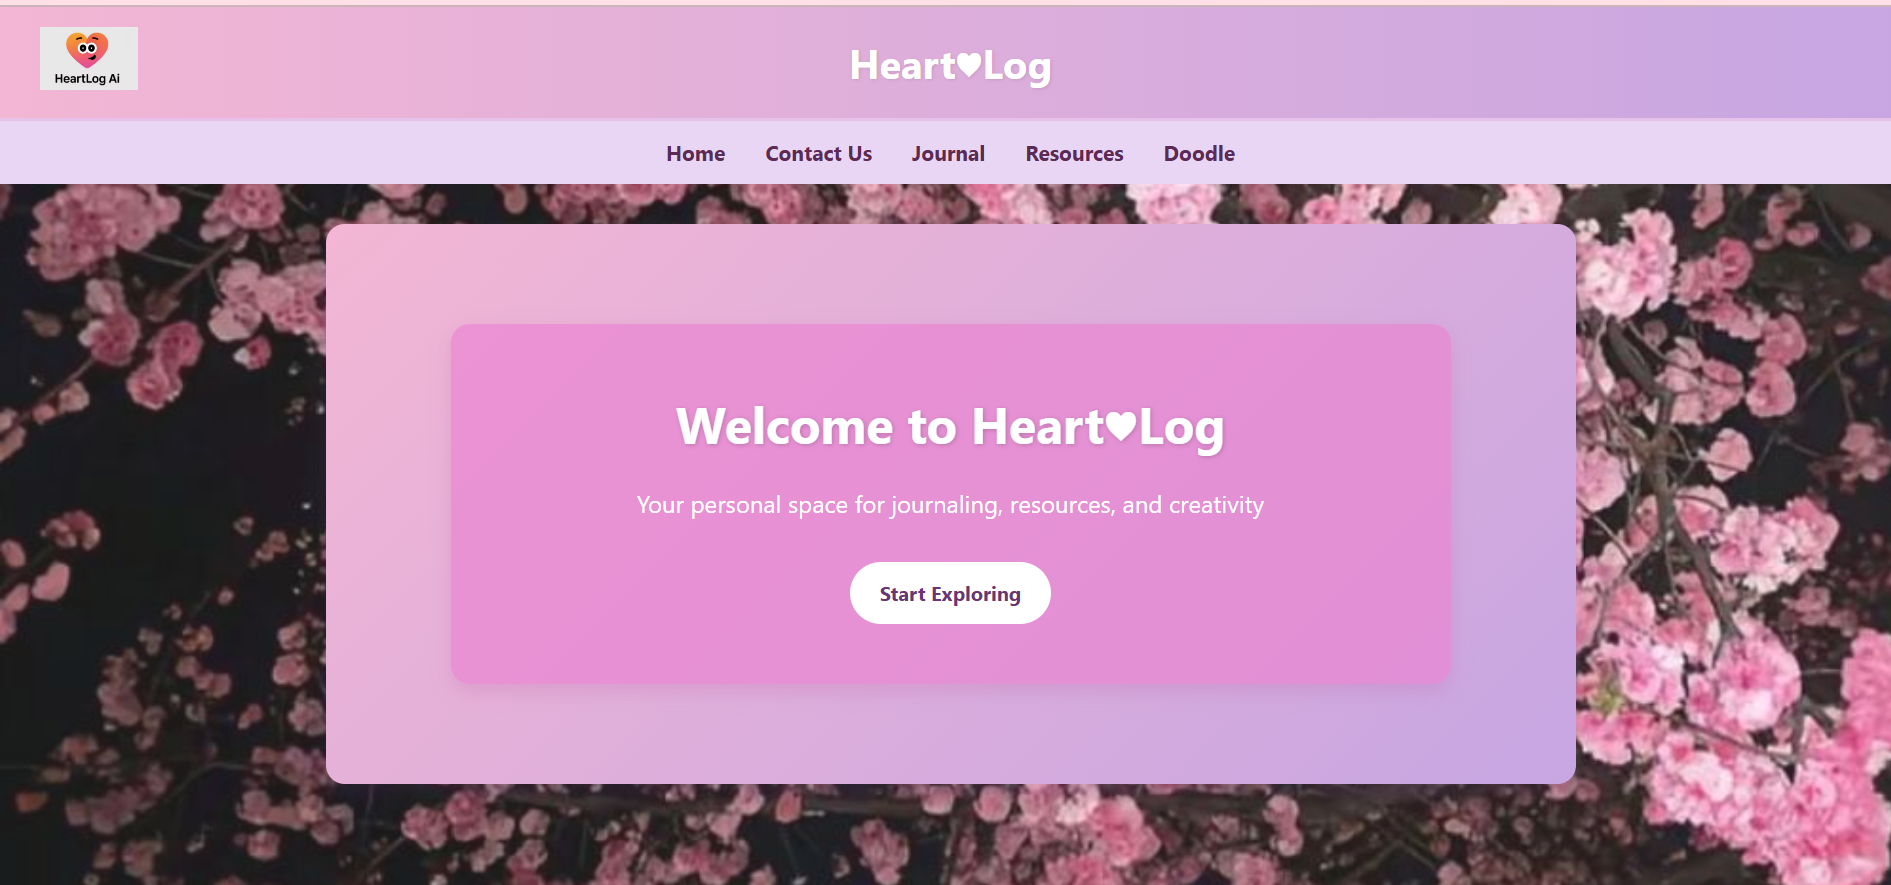 HeartLog Ai
Heart♥Log
Home Contact Us Journal Resources Doodle
Welcome to Heart♥Log
Your personal space for journaling, resources, and creativity
Start Exploring